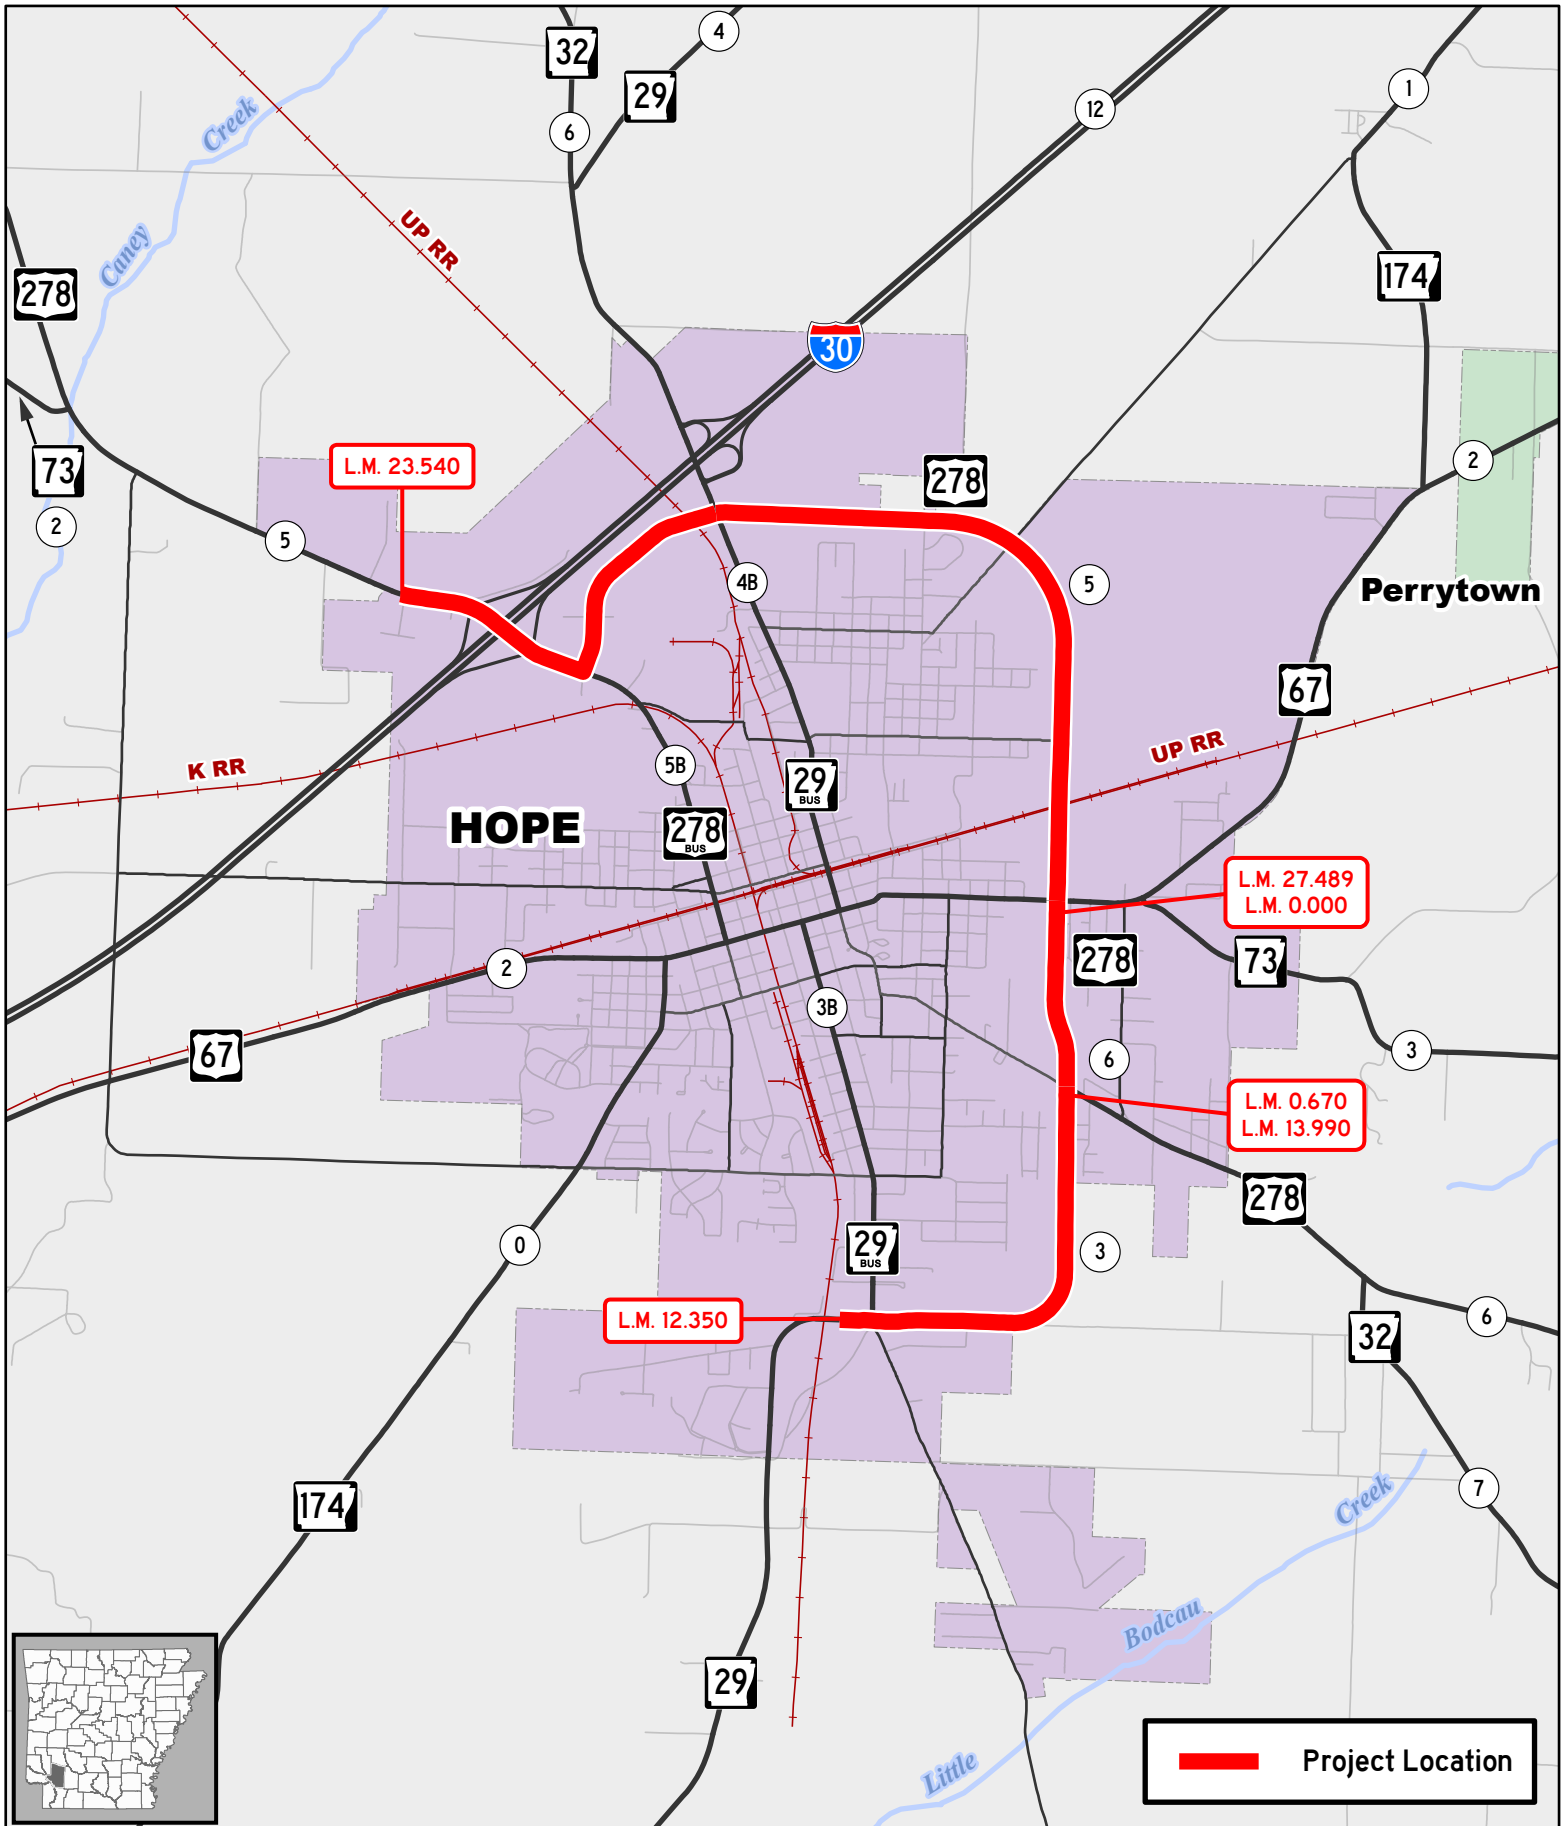 32
4
29
6
12
1
Creek
UP RR
Caney
174
278
30
73
L.M. 23.540
2
278
2
5
4B
5
Perrytown
67
UP RR
K RR
5B
29
BUS
HOPE
278
BUS
L.M. 27.489
L.M. 0.000
2
278
73
3B
67
6
3
L.M. 0.670
L.M. 13.990
278
0
29
BUS
3
L.M. 12.350
6
32
174
Creek
7
Bodcau
29
Little
Project Location